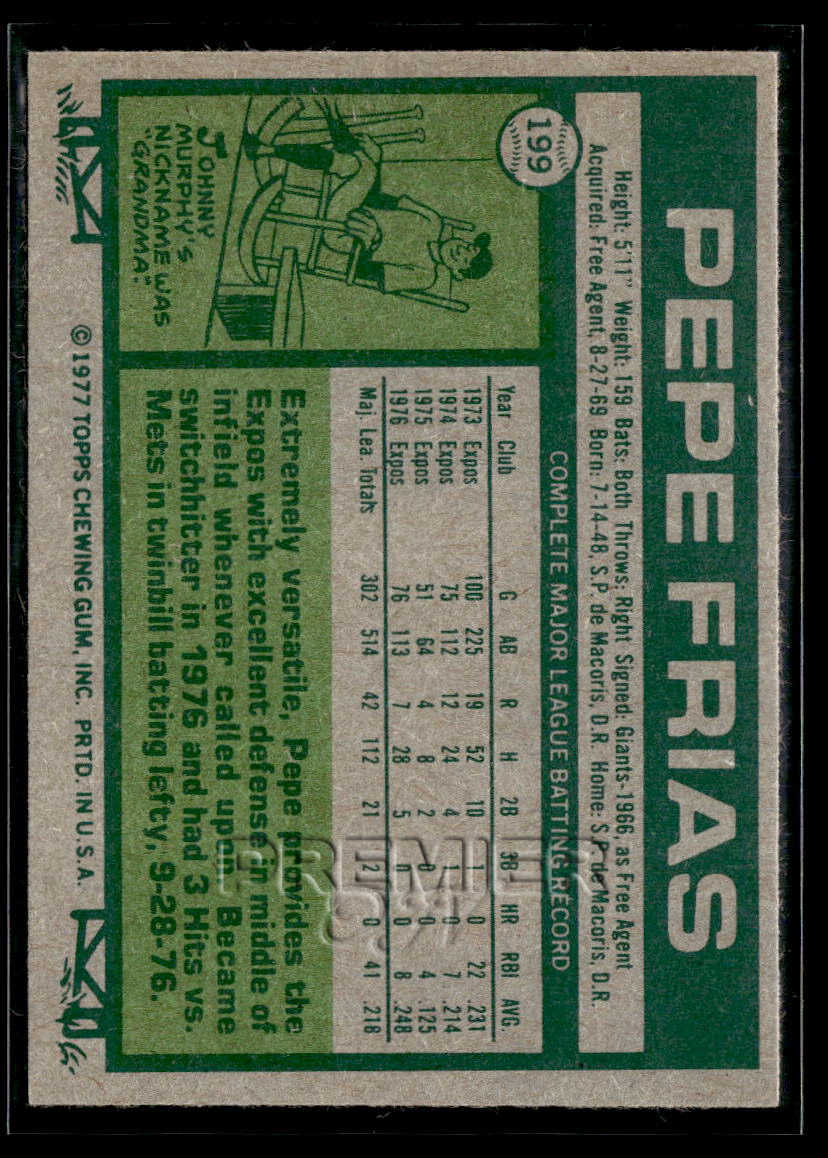 199
PEPE FRIAS
Height: 5'11" Weight: 159 Bats: Both Throws: Right Signed: Giants-1966, as Free Agent
Acquired: Free Agent, 8-27-69 Born: 7-14-48, S.P. de Macoris, D.R. Home: S.P. de Macoris, D.R.
COMPLETE MAJOR LEAGUE BATTING RECORD
Year Club G AB R H 2B 3B HR RBI AVG.
1973 Expos 100 225 19 52 10 1 0 22 .231
1974 Expos 75 112 12 24 4 1 0 7 .214
1975 Expos 51 64 4 8 2 0 0 4 .125
1976 Expos 76 113 7 28 5 0 0 8 .248
Maj. Lea. Totals 302 514 42 112 21 2 0 41 .218
JOHNNY
MURPHY'S
NICKNAME WAS
"GRANDMA."
Extremely versatile, Pepe provides the
Expos with excellent defense in middle of
infield whenever called upon. Became
switchhitter in 1976 and had 3 Hits vs.
Mets in twinbill batting lefty, 9-28-76.
© 1977 TOPPS CHEWING GUM, INC. PRTD. IN U.S.A.
PREMIER